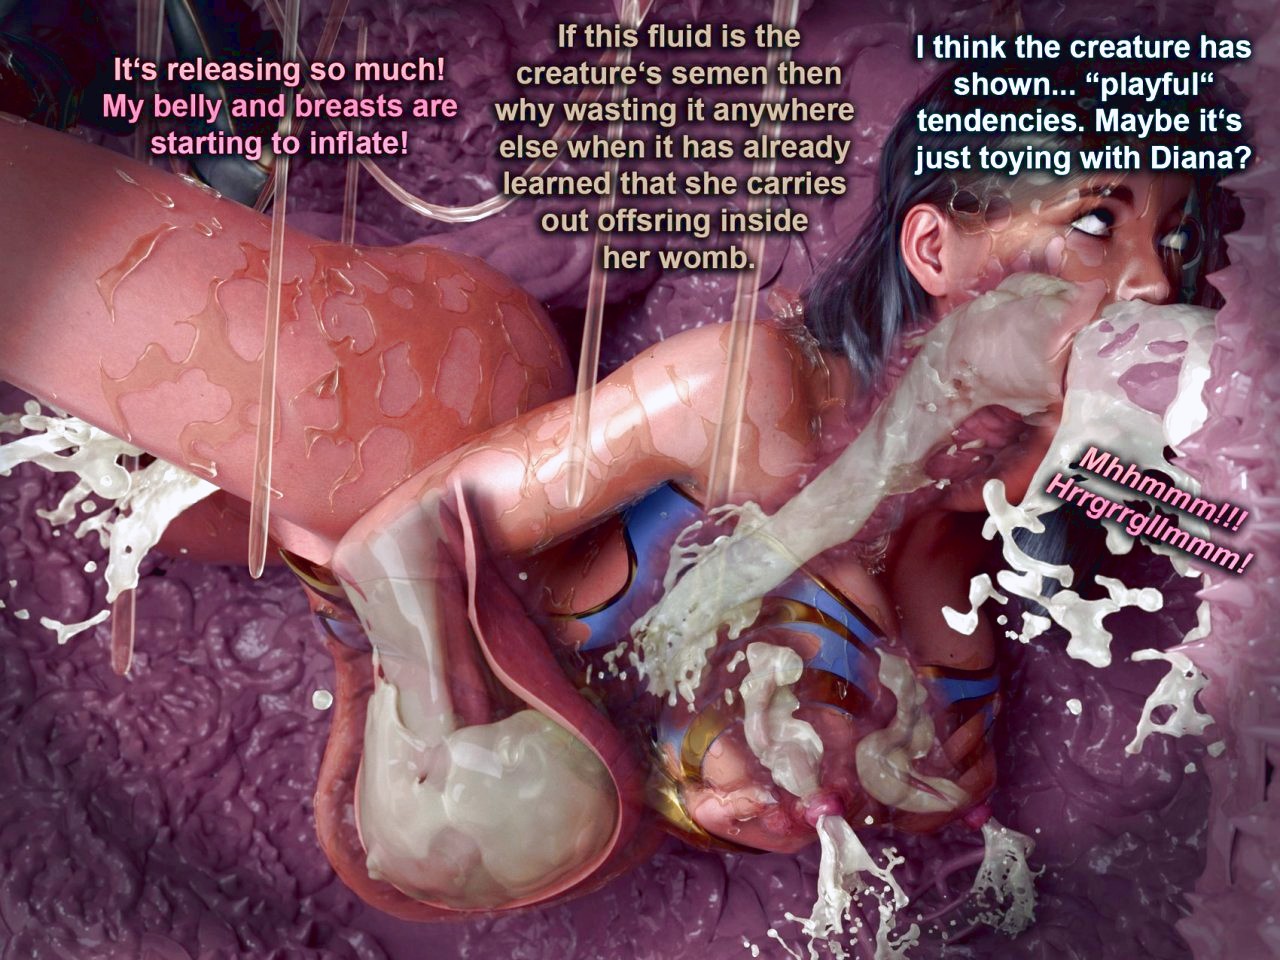 It‘s releasing so much!
My belly and breasts are
starting to inflate!
If this fluid is the
creature‘s semen then
why wasting it anywhere
else when it has already
learned that she carries
out offsring inside
her womb.
I think the creature has
shown... “playful“
tendencies. Maybe it‘s
just toying with Diana?
Mhhmmm!!!
Hrrgrrgllmmm!